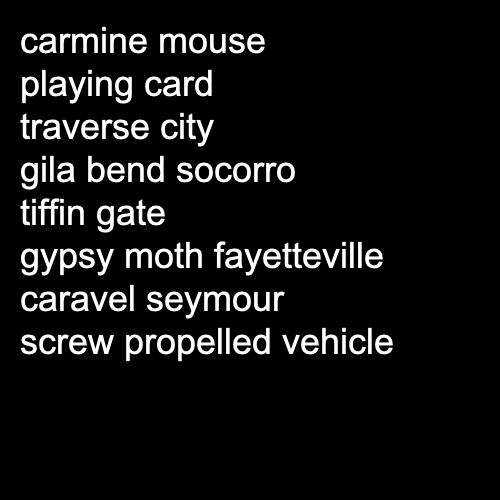 carmine mouse
playing card
traverse city
gila bend socorro
tiffin gate
gypsy moth fayetteville
caravel seymour
screw propelled vehicle